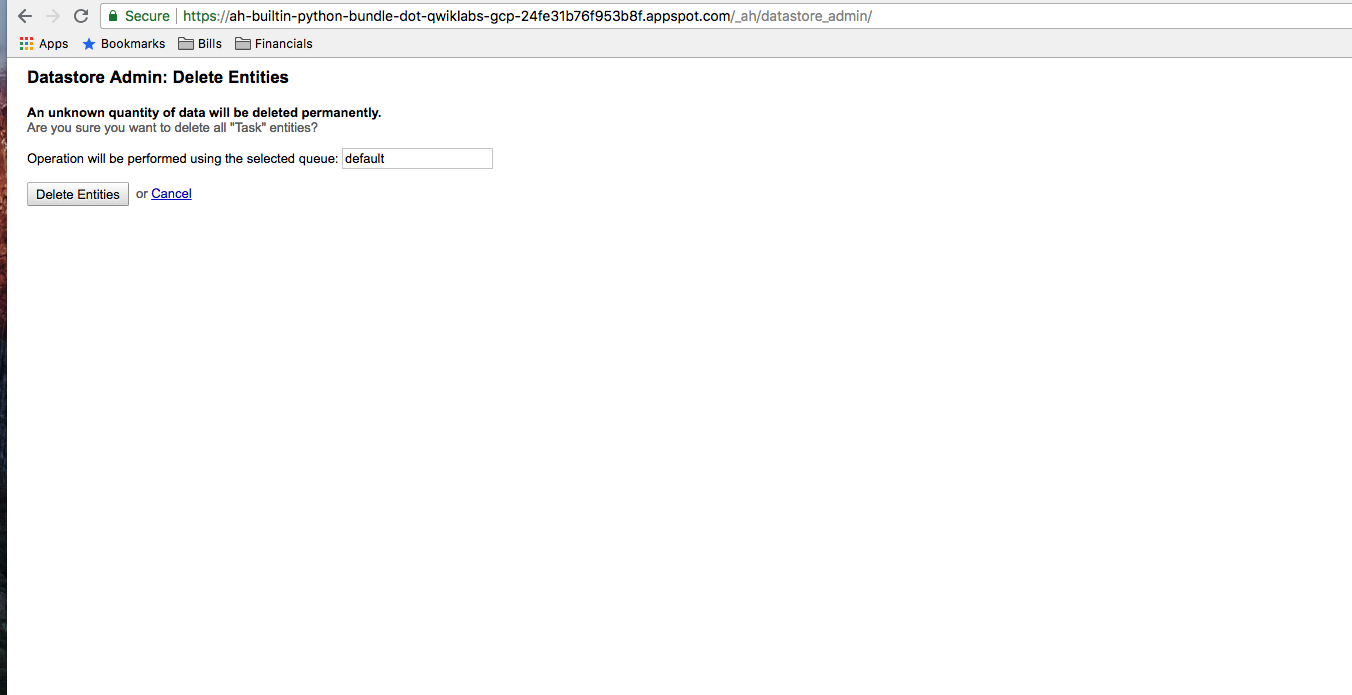 Secure https://ah-builtin-python-bundle-dot-qwiklabs-gcp-24fe31b76f953b8f.appspot.com/_ah/datastore_admin/
Apps Bookmarks Bills Financials
Datastore Admin: Delete Entities
An unknown quantity of data will be deleted permanently.
Are you sure you want to delete all "Task" entities?
Operation will be performed using the selected queue: default
Delete Entities or Cancel